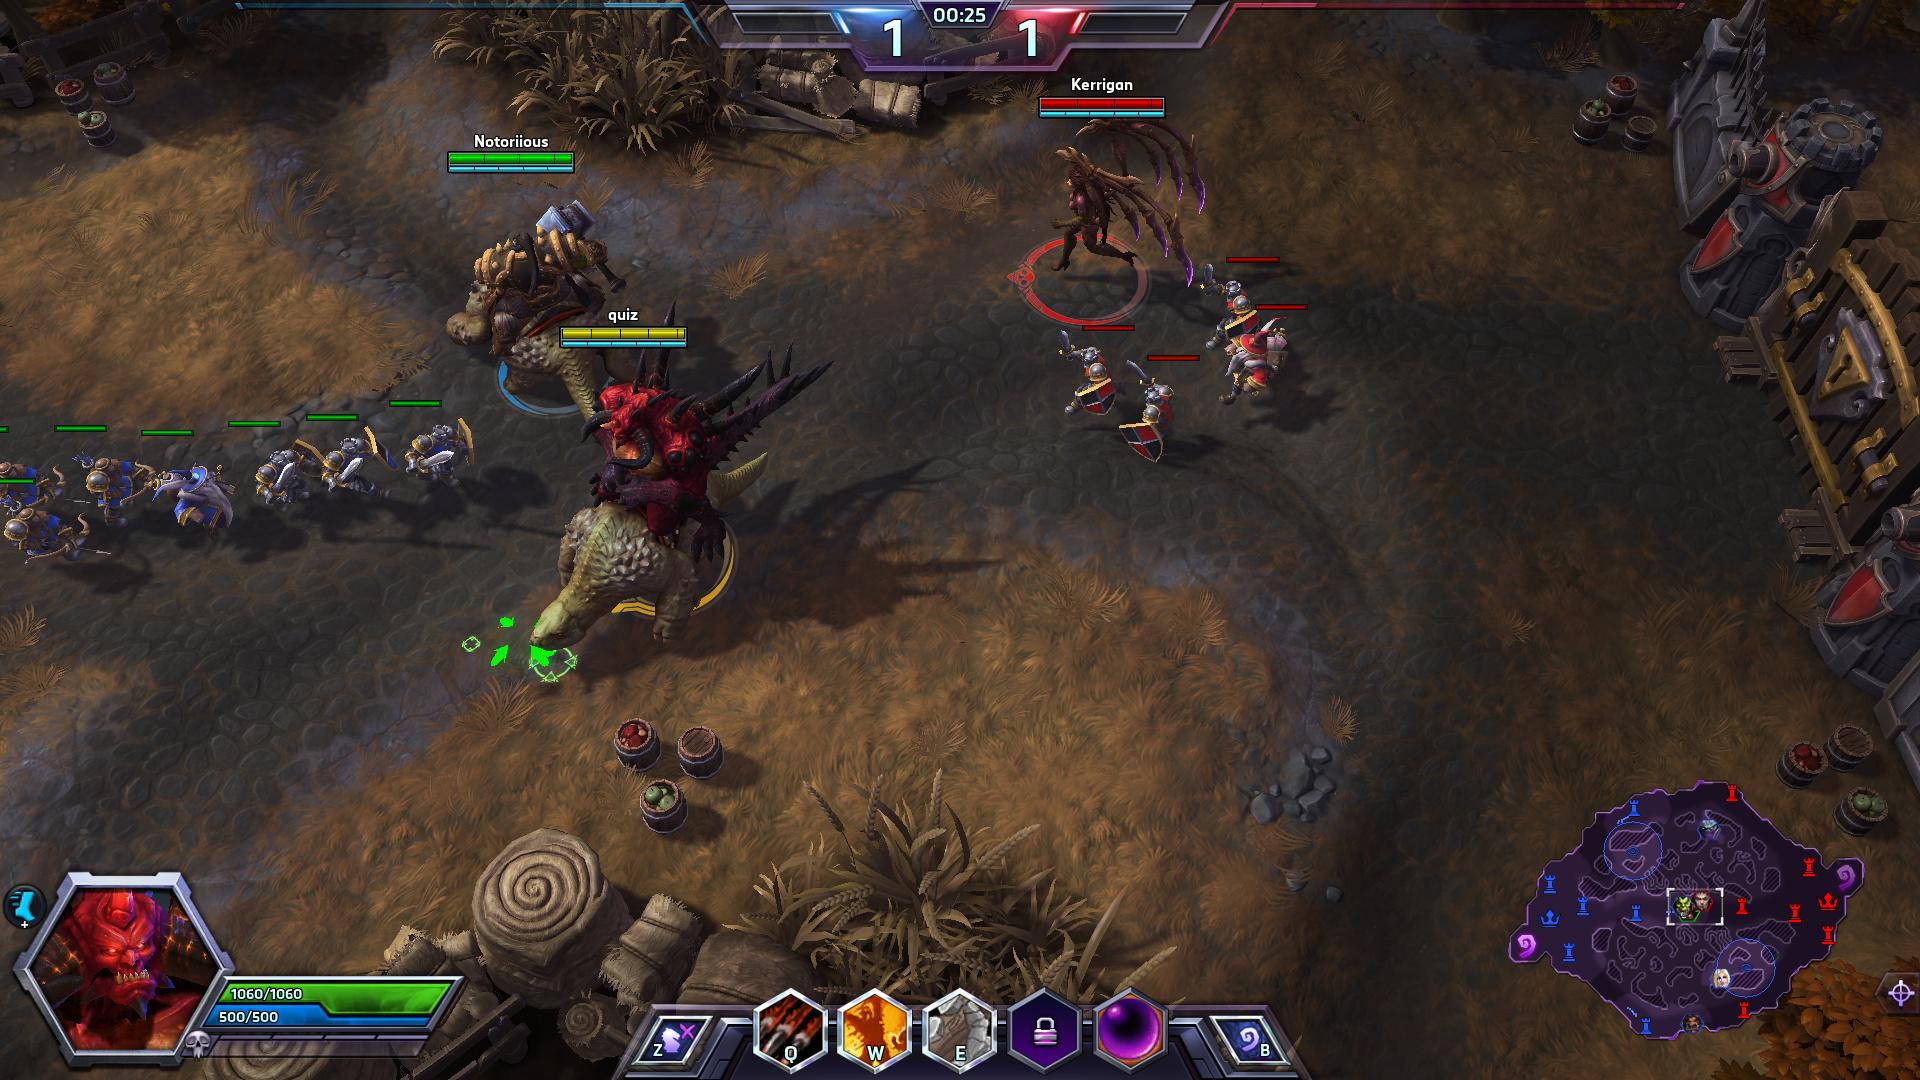 00:25
1 1
Kerrigan
Notoriious
quiz
1060/1060
500/500
+
Z Q W E B